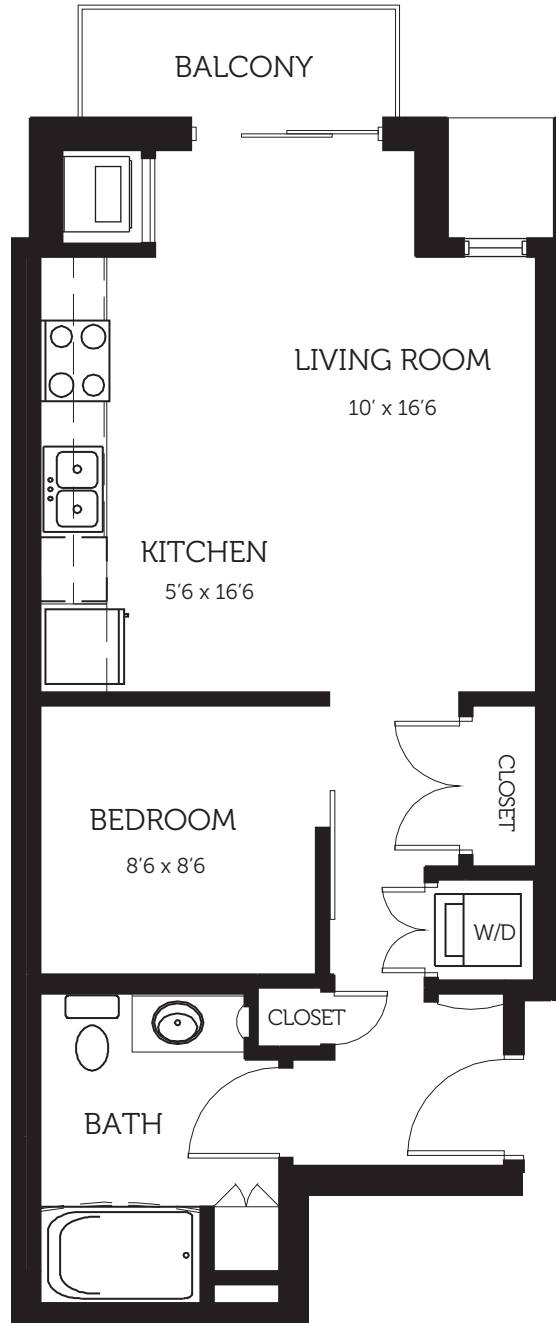 BALCONY
LIVING ROOM
10’ x 16’6
KITCHEN
5’6 x 16’6
CLOSET
BEDROOM
8’6 x 8’6
W/D
CLOSET
BATH